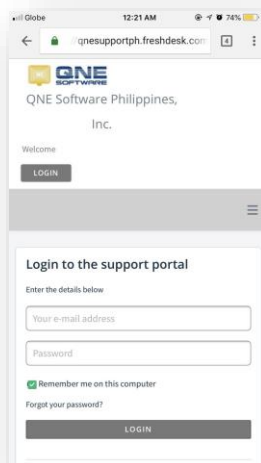 Globe 12:21 AM 74%
qnesupportph.freshdesk.com 4
QNE
SOFTWARE
QNE Software Philippines,
Inc.
Welcome
LOGIN
Login to the support portal
Enter the details below
Your e-mail address
Password
Remember me on this computer
Forgot your password?
LOGIN